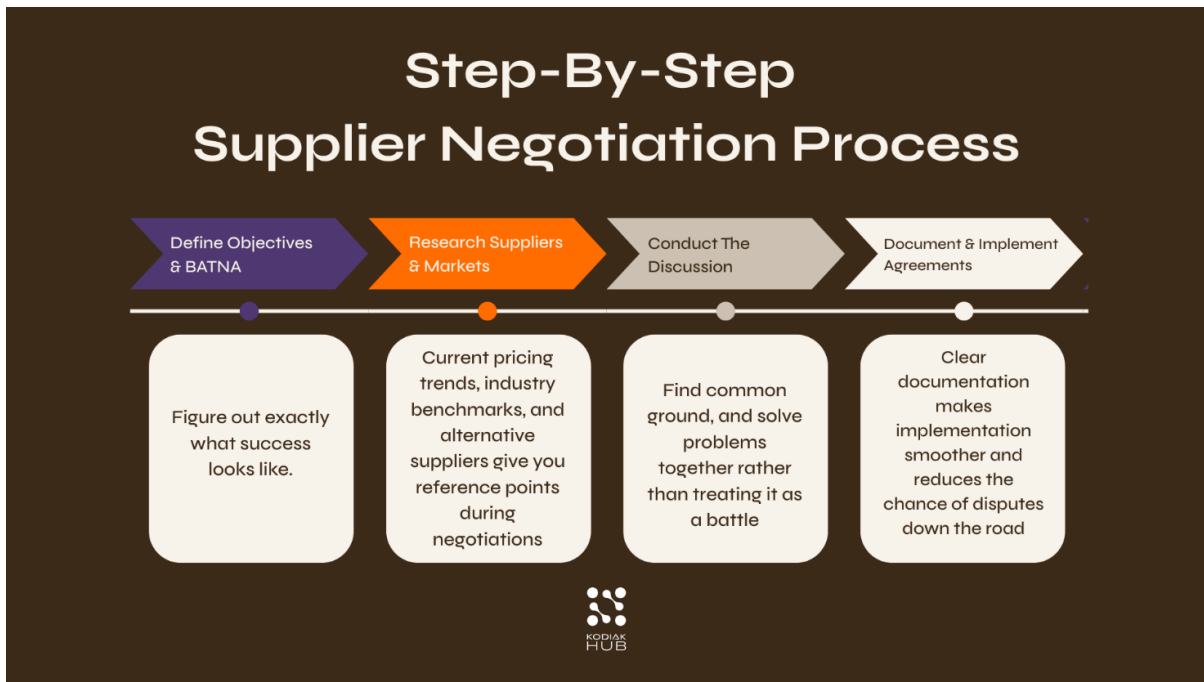 Step-By-Step
Supplier Negotiation Process
Define Objectives
& BATNA
Research Suppliers
& Markets
Conduct The
Discussion
Document & Implement
Agreements
Figure out exactly
what success
looks like.
Current pricing
trends, industry
benchmarks, and
alternative
suppliers give you
reference points
during
negotiations
Find common
ground, and solve
problems
together rather
than treating it as
a battle
Clear
documentation
makes
implementation
smoother and
reduces the
chance of disputes
down the road
KODIAK
HUB